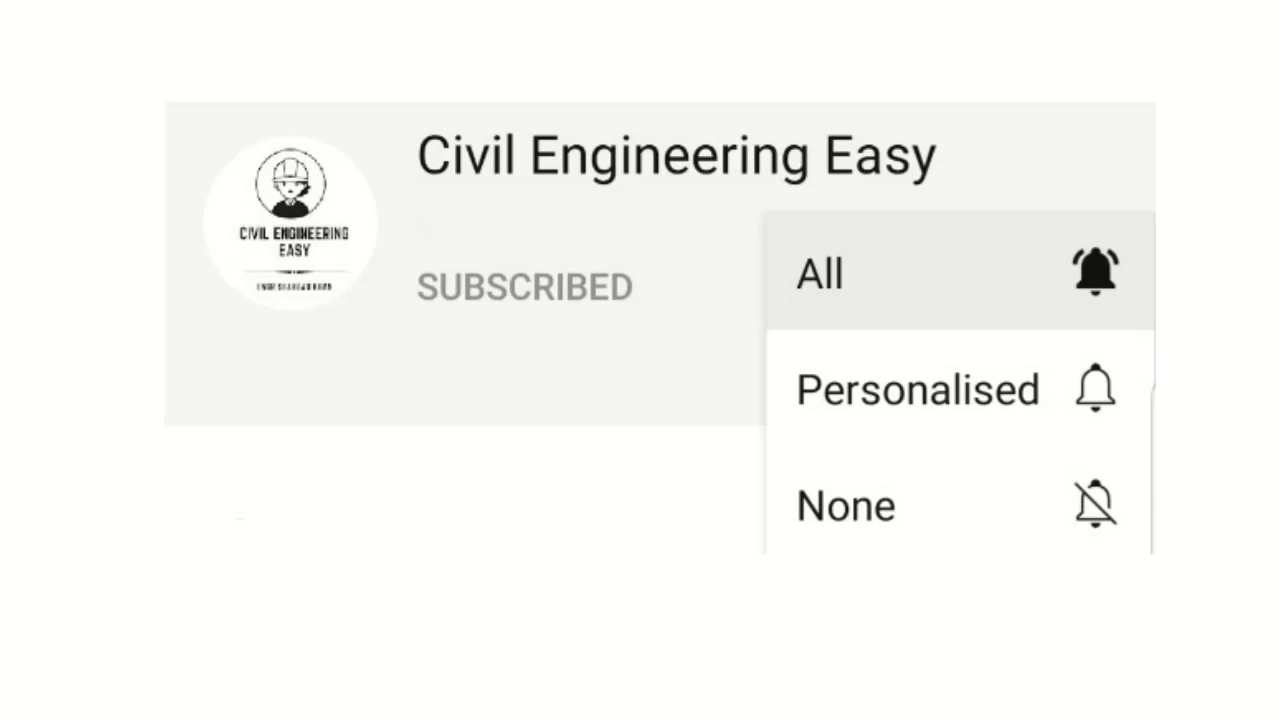 Civil Engineering Easy
CIVIL ENGINEERING
EASY
SUBSCRIBED
All
Personalised
None